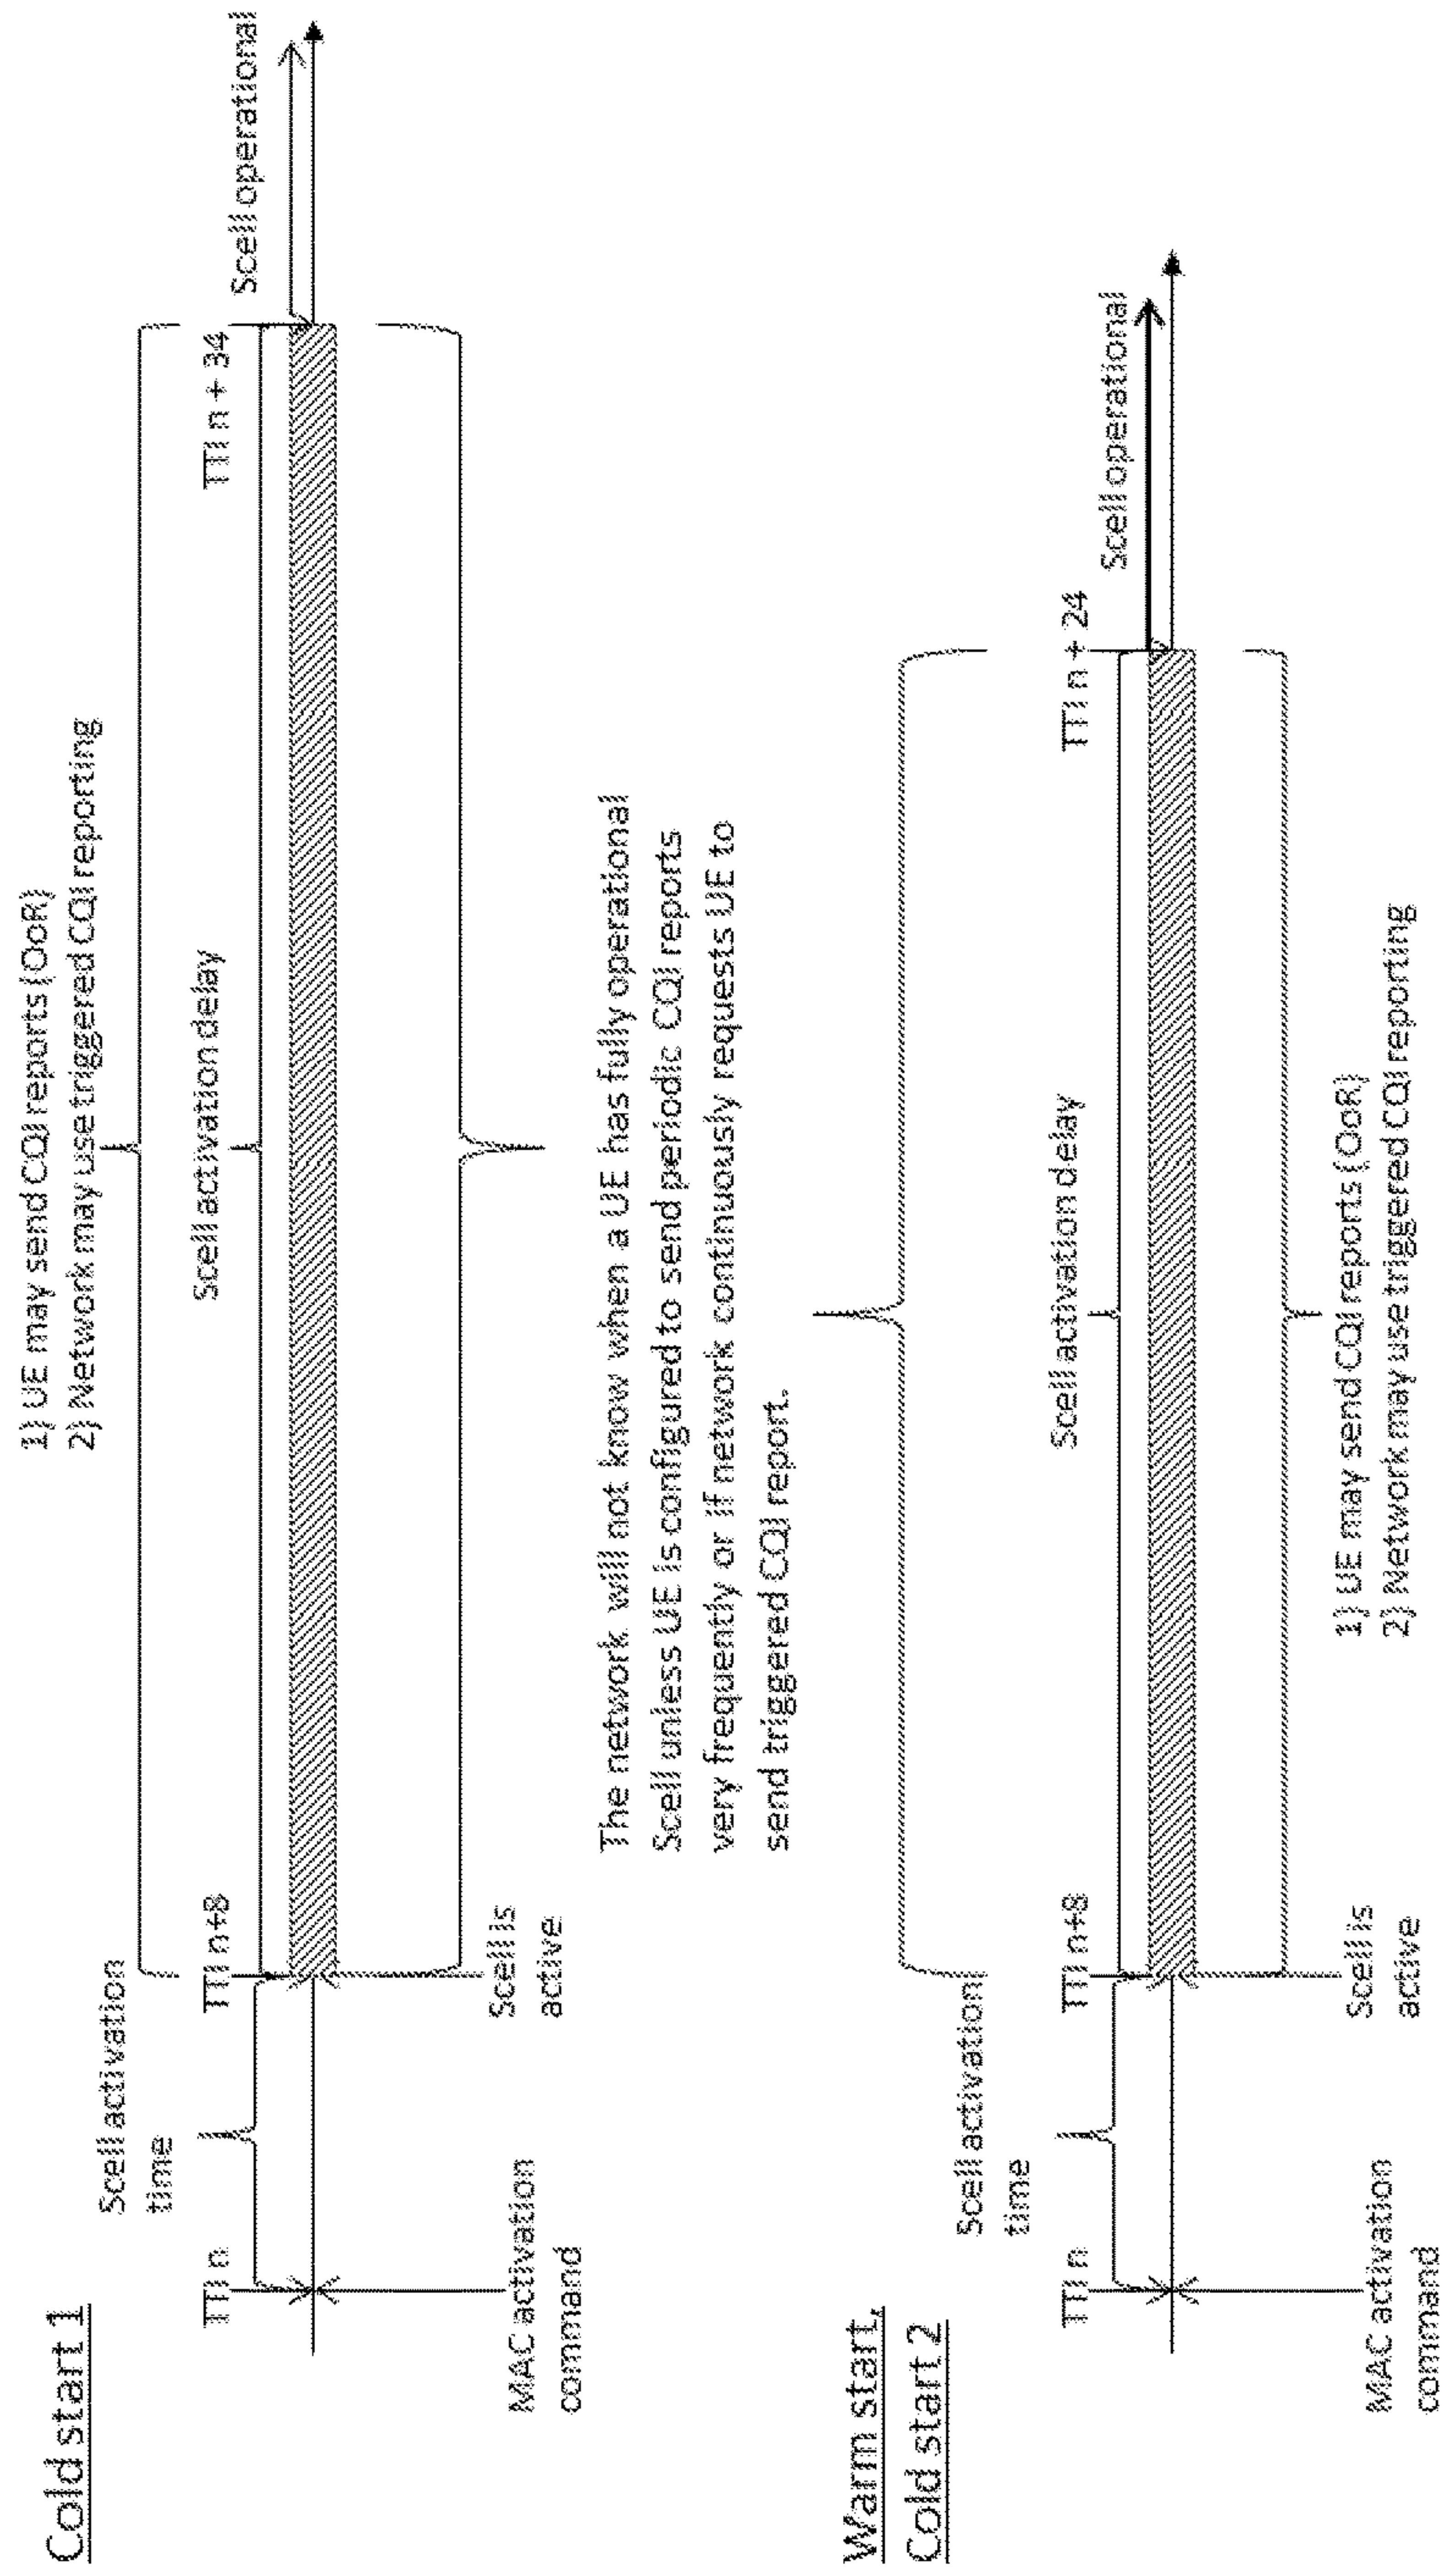 Cold start 1
1) UE may send CQI reports (OoR)
2) Network may use triggered CQI reporting
Scell activation
time
Scell activation delay
TTI n
TTI n+8
TTI n + 34
Scell operational
MAC activation
command
Scell is
active
The network will not know when a UE has fully operational
Scell unless UE is configured to send periodic CQI reports
very frequently or if network continuously requests UE to
send triggered CQI report.
Warm start,
Cold start 2
Scell activation
time
Scell activation delay
TTI n
TTI n+8
TTI n + 24
Scell operational
MAC activation
command
Scell is
active
1) UE may send CQI reports (OoR)
2) Network may use triggered CQI reporting